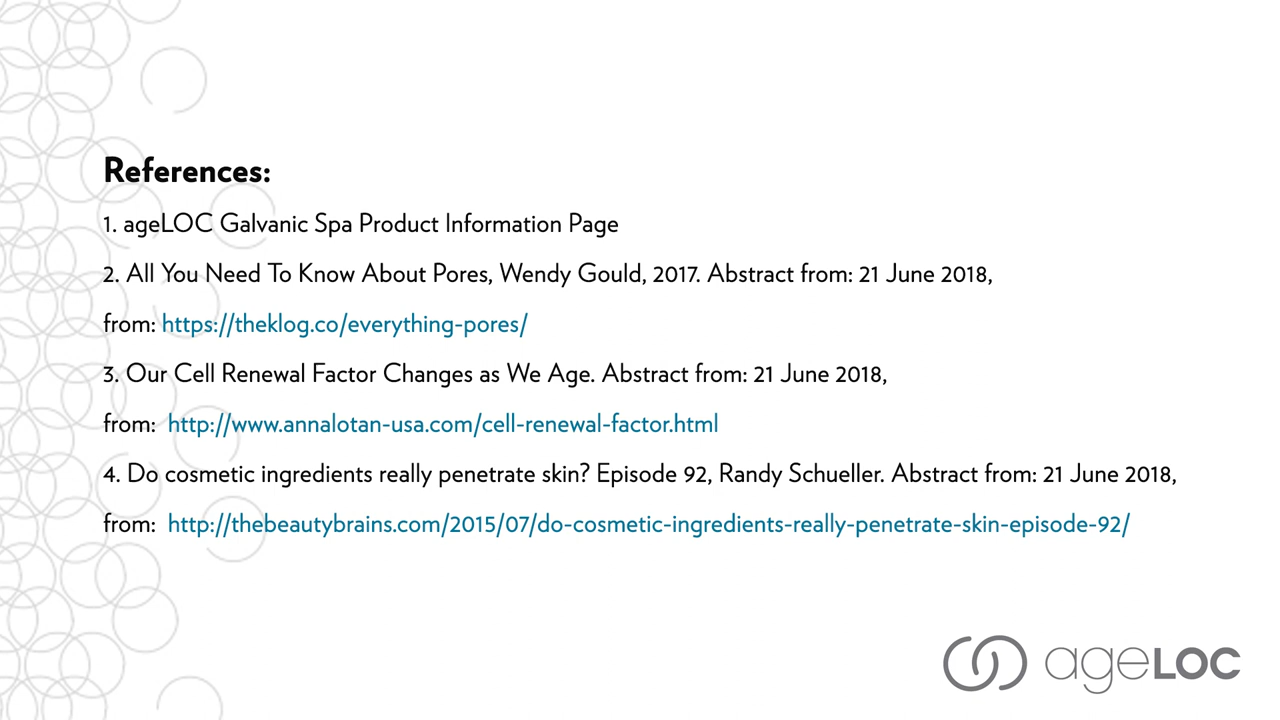 References:
1. ageLOC Galvanic Spa Product Information Page
2. All You Need To Know About Pores, Wendy Gould, 2017. Abstract from: 21 June 2018,
from: https://theklog.co/everything-pores/
3. Our Cell Renewal Factor Changes as We Age. Abstract from: 21 June 2018,
from: http://www.annalotan-usa.com/cell-renewal-factor.html
4. Do cosmetic ingredients really penetrate skin? Episode 92, Randy Schueller. Abstract from: 21 June 2018,
from: http://thebeautybrains.com/2015/07/do-cosmetic-ingredients-really-penetrate-skin-episode-92/
ageLOC